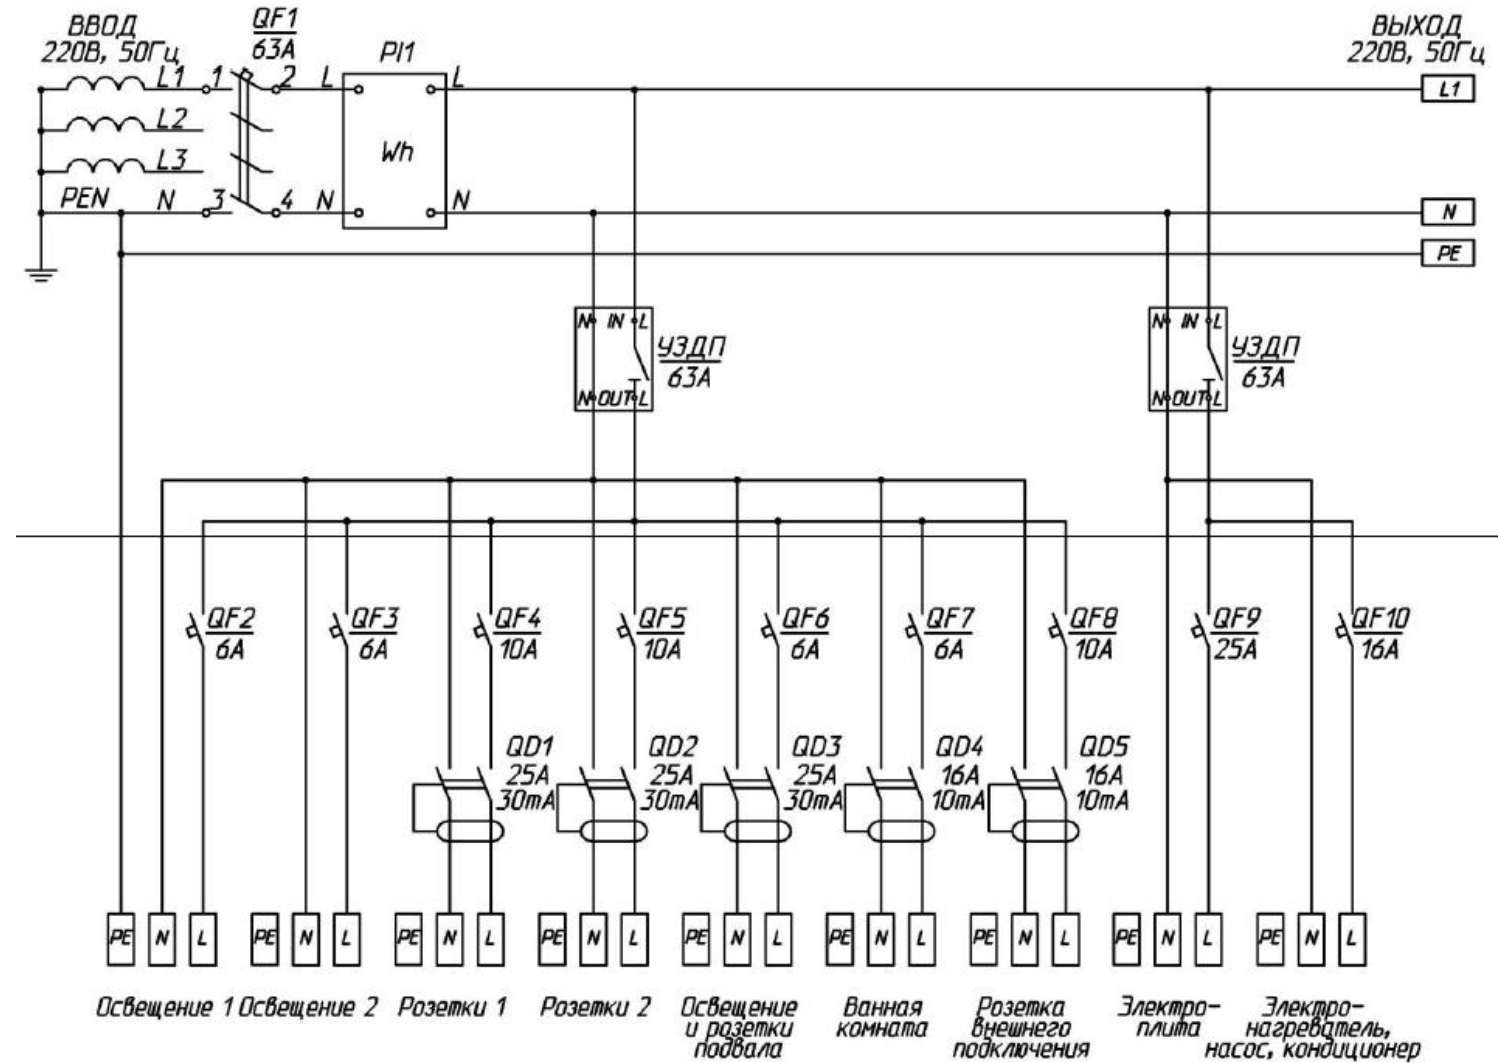 ВВОД
220В, 50Гц
QF1
63А
PI1
ВЫХОД
220В, 50Гц
L1 1 2 L L L1
L2
L3
Wh
PEN N 3 4 N N N
PE
N IN L
УЗДП
63А
N OUT L
N IN L
УЗДП
63А
N OUT L
QF2
6А
QF3
6А
QF4
10А
QF5
10А
QF6
6А
QF7
6А
QF8
10А
QF9
25А
QF10
16А
QD1
25А
30mA
QD2
25А
30mA
QD3
25А
30mA
QD4
16А
10mA
QD5
16А
10mA
PE N L PE N L PE N L PE N L PE N L PE N L PE N L PE N L PE N L
Освещение 1
Освещение 2
Розетки 1
Розетки 2
Освещение
и розетки
подвала
Ванная
комната
Розетка
внешнего
подключения
Электро-
плита
Электро-
нагреватель,
насос, кондиционер